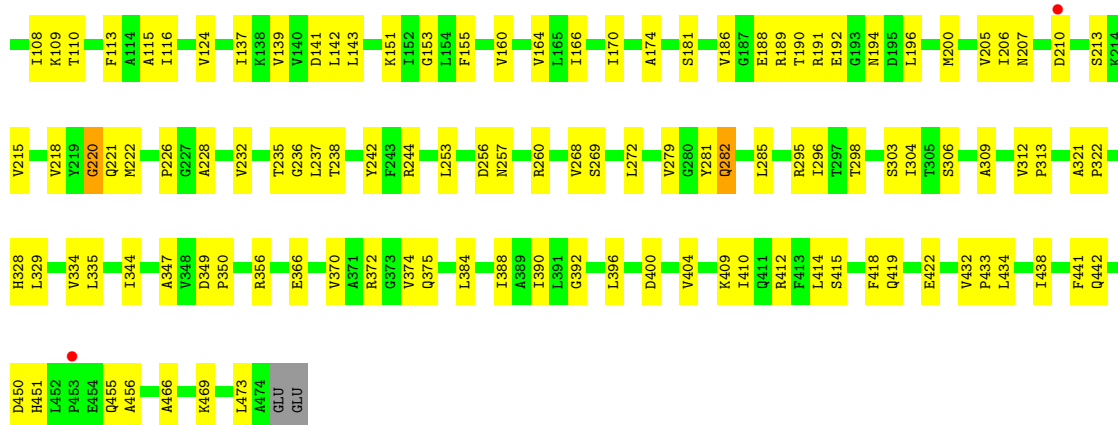 I108 K109 T110 F113 A114 A115 I116 V124 I137 K138 V139 V140 D141 L142 L143 K151 I152 G153 L154 F155 V160 V164 L165 I166 I170 A174 S181 V186 G187 E188 R189 T190 R191 E192 G193 N194 D195 L196 M200 V205 I206 N207 D210 S213 K214
V215 V218 Y219 G220 Q221 M222 P226 G227 A228 V232 T235 G236 L237 T238 Y242 F243 R244 L253 D256 N257 R260 V268 S269 L272 V279 G280 Y281 Q282 L285 R295 I296 T297 T298 S303 I304 T305 S306 A309 V312 P313 A321 P322
H328 L329 V334 L335 I344 A347 V348 D349 P350 R356 E366 V370 A371 R372 G373 V374 Q375 L384 I388 A389 I390 L391 G392 L396 D400 V404 K409 I410 Q411 R412 F413 L414 S415 F418 Q419 E422 V432 P433 L434 I438 F441 Q442
D450 H451 L452 P453 E454 Q455 A456 A466 K469 L473 A474 GLU GLU